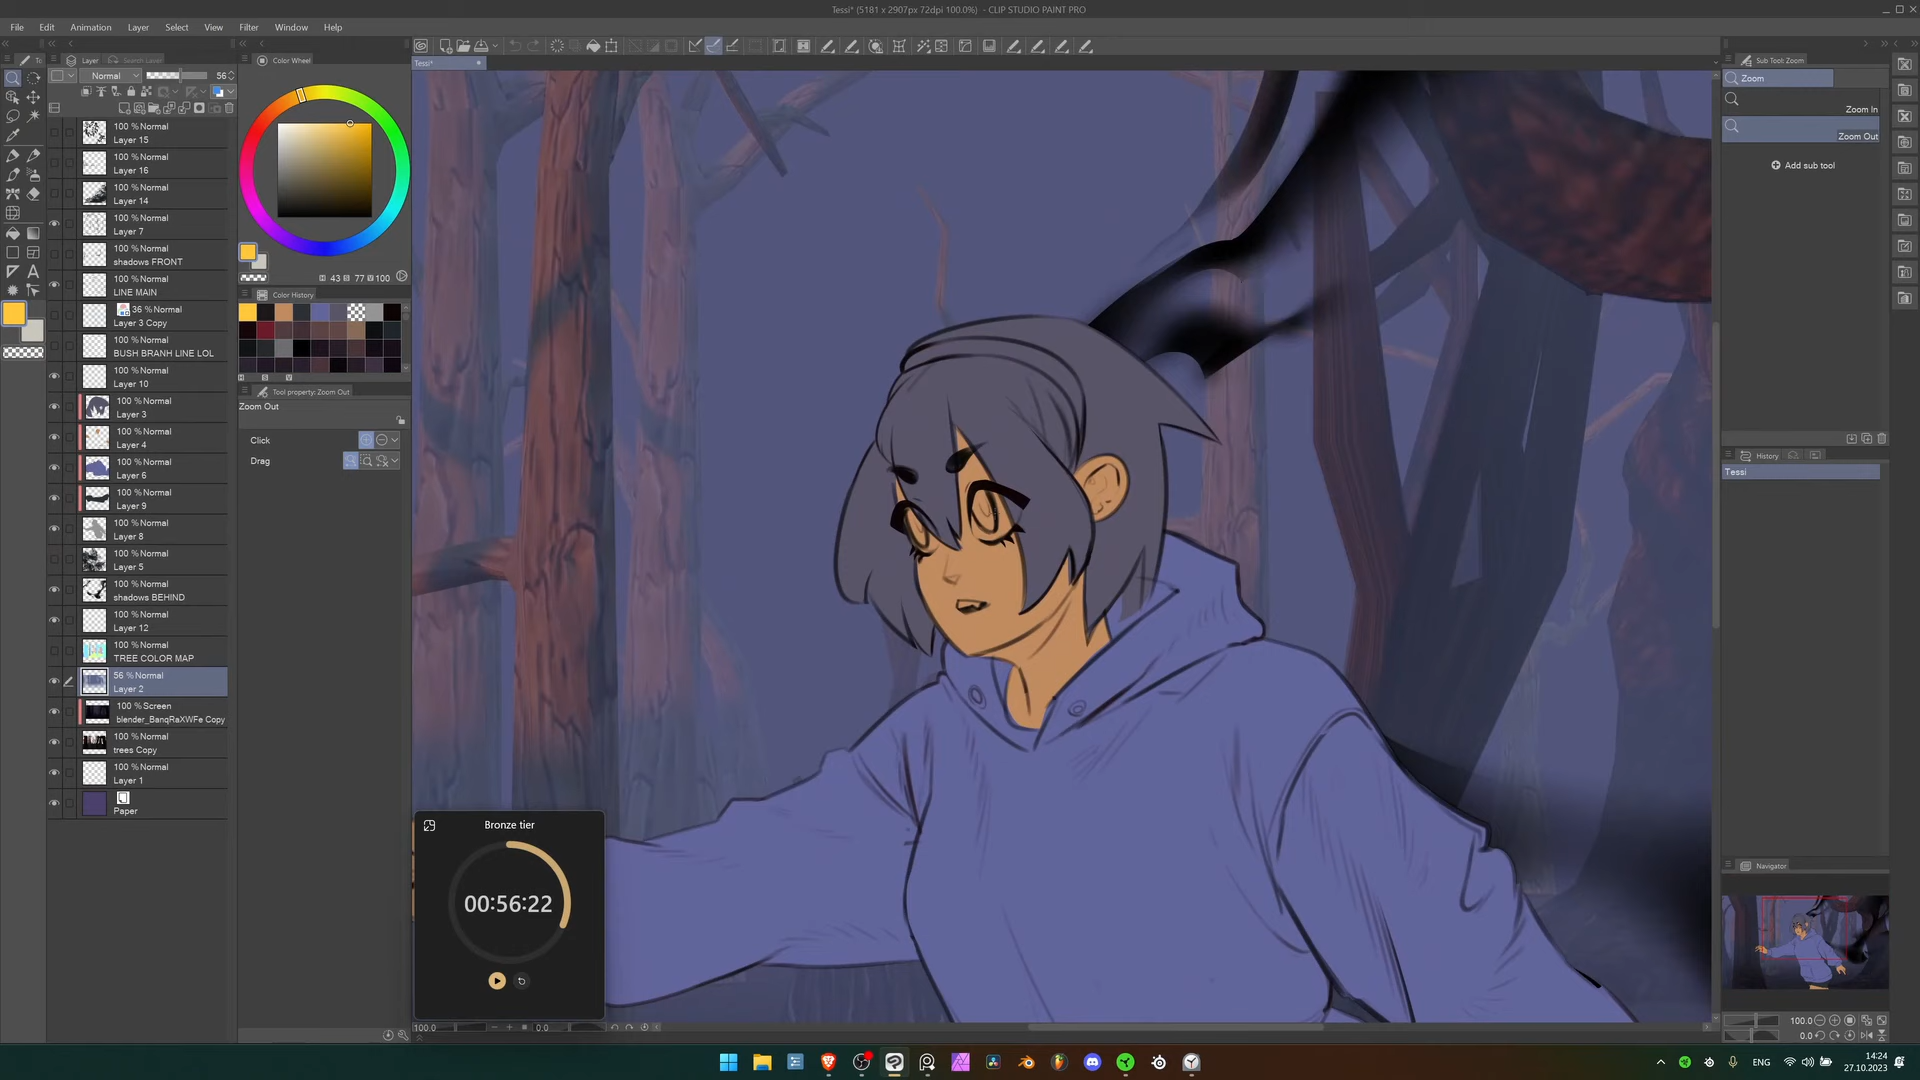 Tessi* (5181 x 2907px 72dpi 100.0%) - CLIP STUDIO PAINT PRO
File Edit Animation Layer Select View Filter Window Help
Layer Search Layer
Normal 56
100 %Normal
Layer 15
100 %Normal
Layer 16
100 %Normal
Layer 14
100 %Normal
Layer 7
100 %Normal
shadows FRONT
100 %Normal
LINE MAIN
36 %Normal
Layer 3 Copy
100 %Normal
BUSH BRANH LINE LOL
100 %Normal
Layer 10
100 %Normal
Layer 3
100 %Normal
Layer 4
100 %Normal
Layer 6
100 %Normal
Layer 9
100 %Normal
Layer 8
100 %Normal
Layer 5
100 %Normal
shadows BEHIND
100 %Normal
Layer 12
100 %Normal
TREE COLOR MAP
56 %Normal
Layer 2
100 %Screen
blender_BanqRaXWFe Copy
100 %Normal
trees Copy
100 %Normal
Layer 1
Paper
Color Wheel
H 43 S 77 V 100
Color History
H S V
Tool property: Zoom Out
Zoom Out
Click
Drag
Tessi*
Bronze tier
00:56:22
100.0 0.0
Sub Tool: Zoom
Zoom
Zoom In
Zoom Out
Add sub tool
History
Tessi
Navigator
100.0
0.0
ENG
14:24
27.10.2023